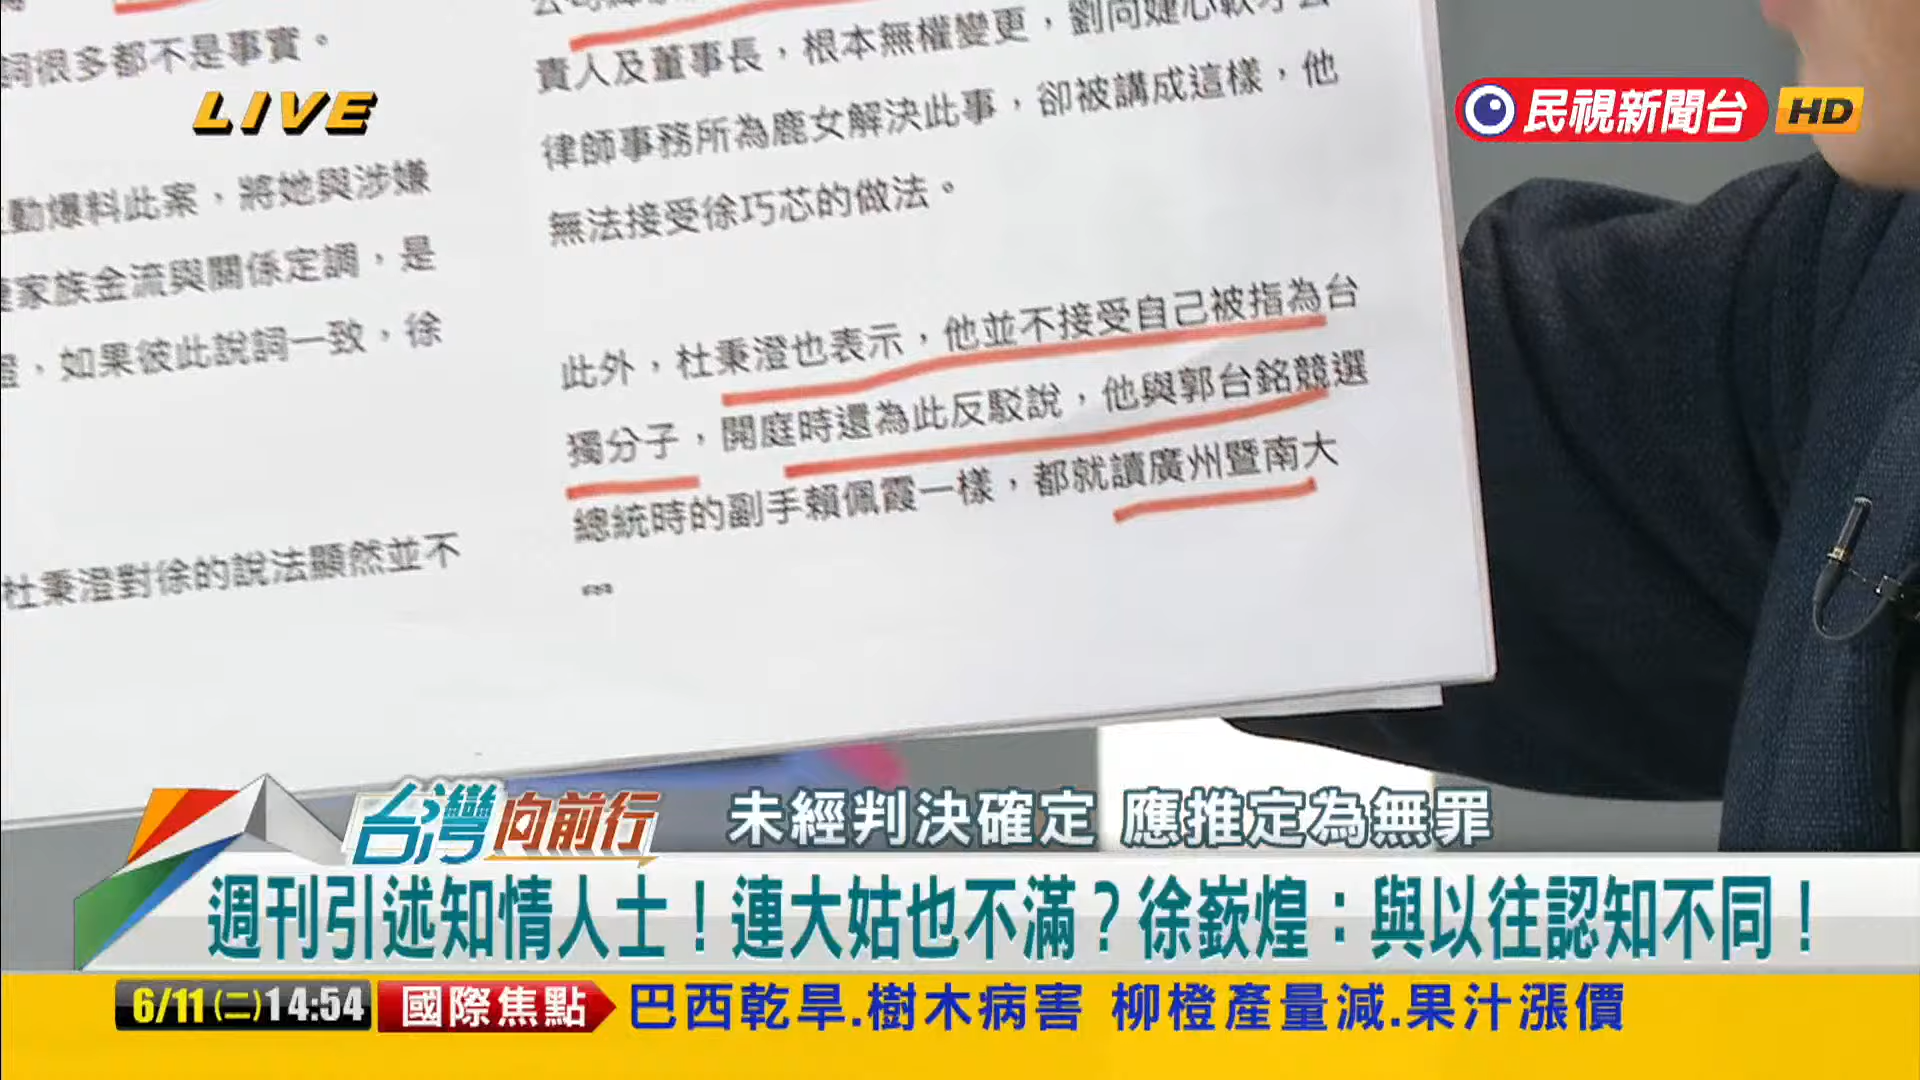 詞很多都不是事實。
動爆料此案，將她與涉嫌
家族金流與關係定調，是
，如果彼此說詞一致，徐
杜秉澄對徐的說法顯然並不
責人及董事長，根本無權變更，劉向婕心軟才去
律師事務所為鹿女解決此事，卻被講成這樣，他
無法接受徐巧芯的做法。
此外，杜秉澄也表示，他並不接受自己被指為台
獨分子，開庭時還為此反駁說，他與郭台銘競選
總統時的副手賴佩霞一樣，都就讀廣州暨南大
LIVE
民視新聞台 HD
台灣向前行
未經判決確定 應推定為無罪
週刊引述知情人士！連大姑也不滿？徐嶔煌：與以往認知不同！
6/11(二)14:54 國際焦點 巴西乾旱.樹木病害 柳橙產量減.果汁漲價